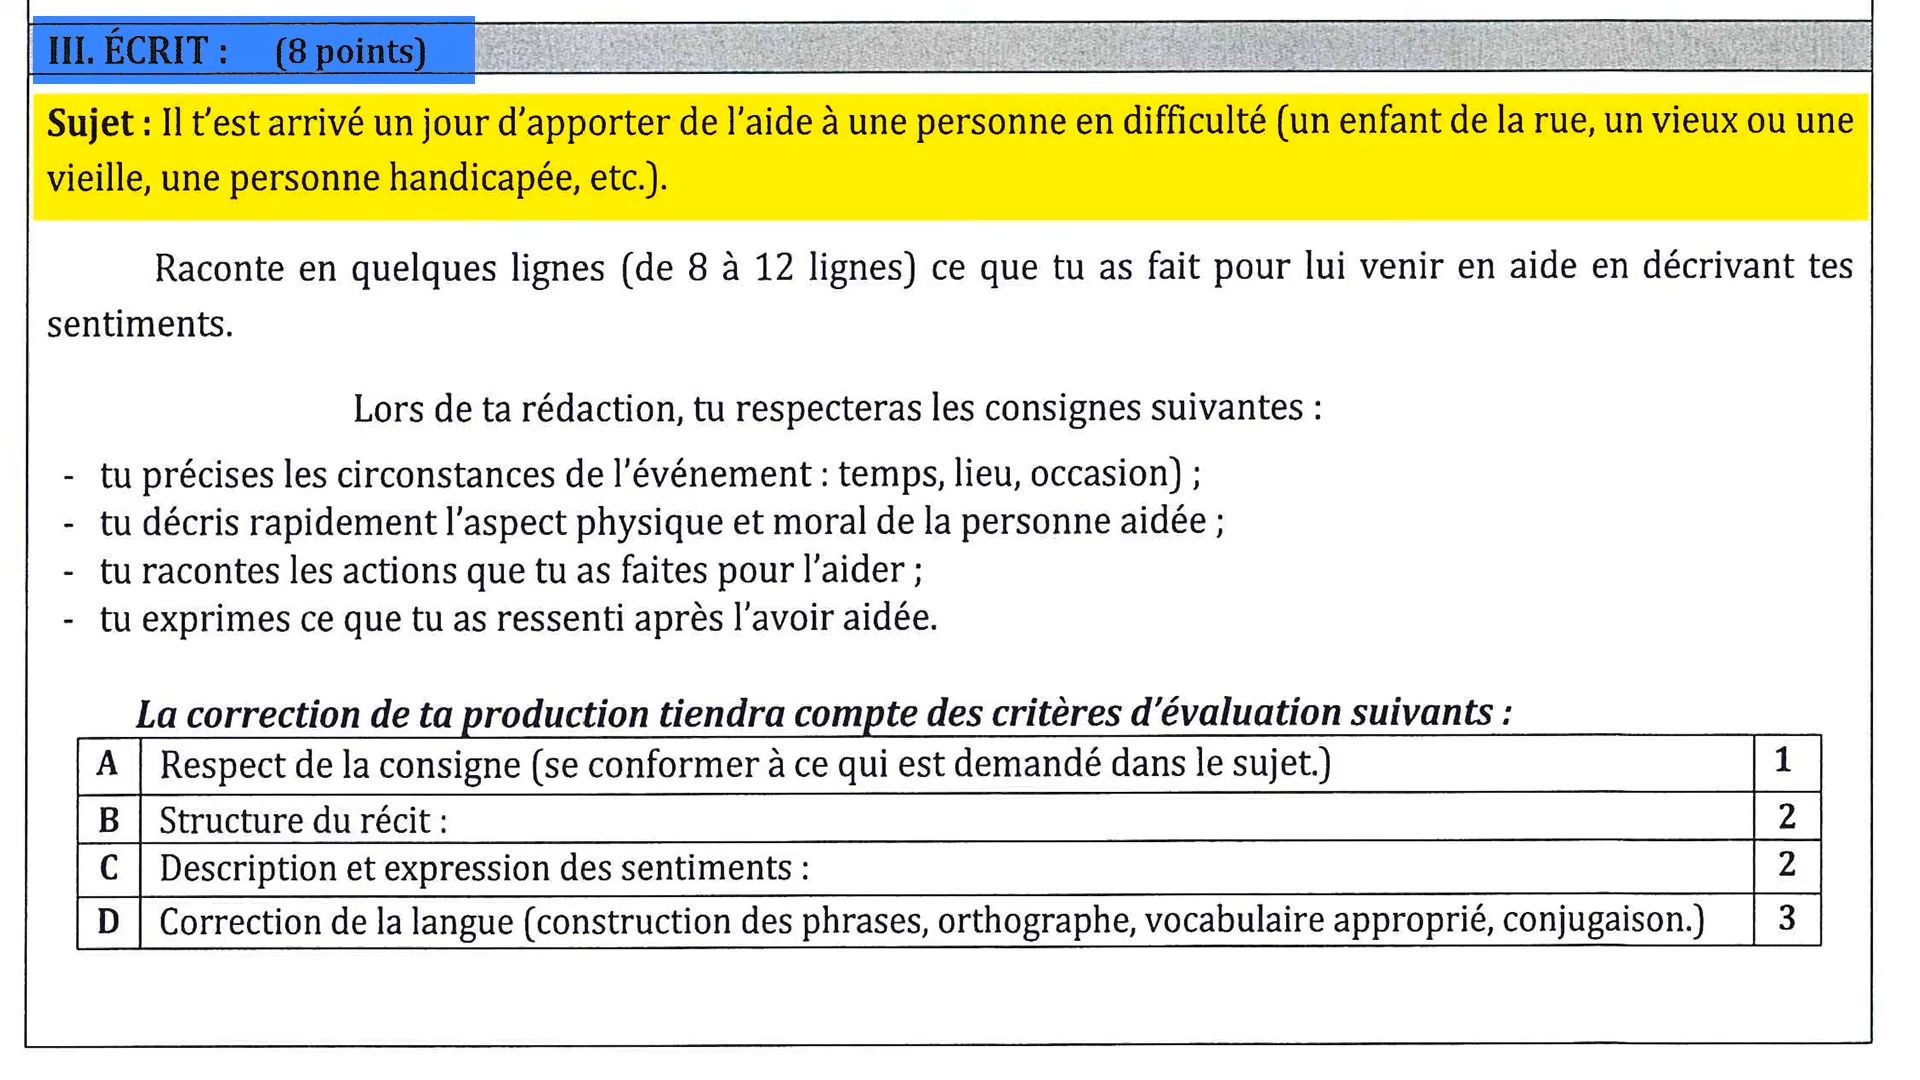 III. ÉCRIT : (8 points)
Sujet : Il t’est arrivé un jour d’apporter de l’aide à une personne en difficulté (un enfant de la rue, un vieux ou une
vieille, une personne handicapée, etc.).
Raconte en quelques lignes (de 8 à 12 lignes) ce que tu as fait pour lui venir en aide en décrivant tes
sentiments.
Lors de ta rédaction, tu respecteras les consignes suivantes :
- tu précises les circonstances de l’événement : temps, lieu, occasion) ;
- tu décris rapidement l’aspect physique et moral de la personne aidée ;
- tu racontes les actions que tu as faites pour l’aider ;
- tu exprimes ce que tu as ressenti après l’avoir aidée.
La correction de ta production tiendra compte des critères d’évaluation suivants :
A Respect de la consigne (se conformer à ce qui est demandé dans le sujet.) 1
B Structure du récit : 2
C Description et expression des sentiments : 2
D Correction de la langue (construction des phrases, orthographe, vocabulaire approprié, conjugaison.) 3